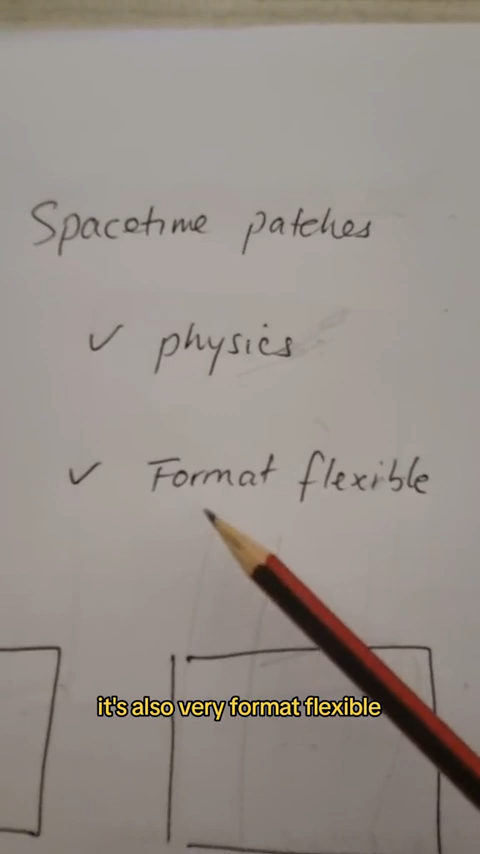 Spacetime patches
✓ physics
✓ Format flexible
it's also very format flexible